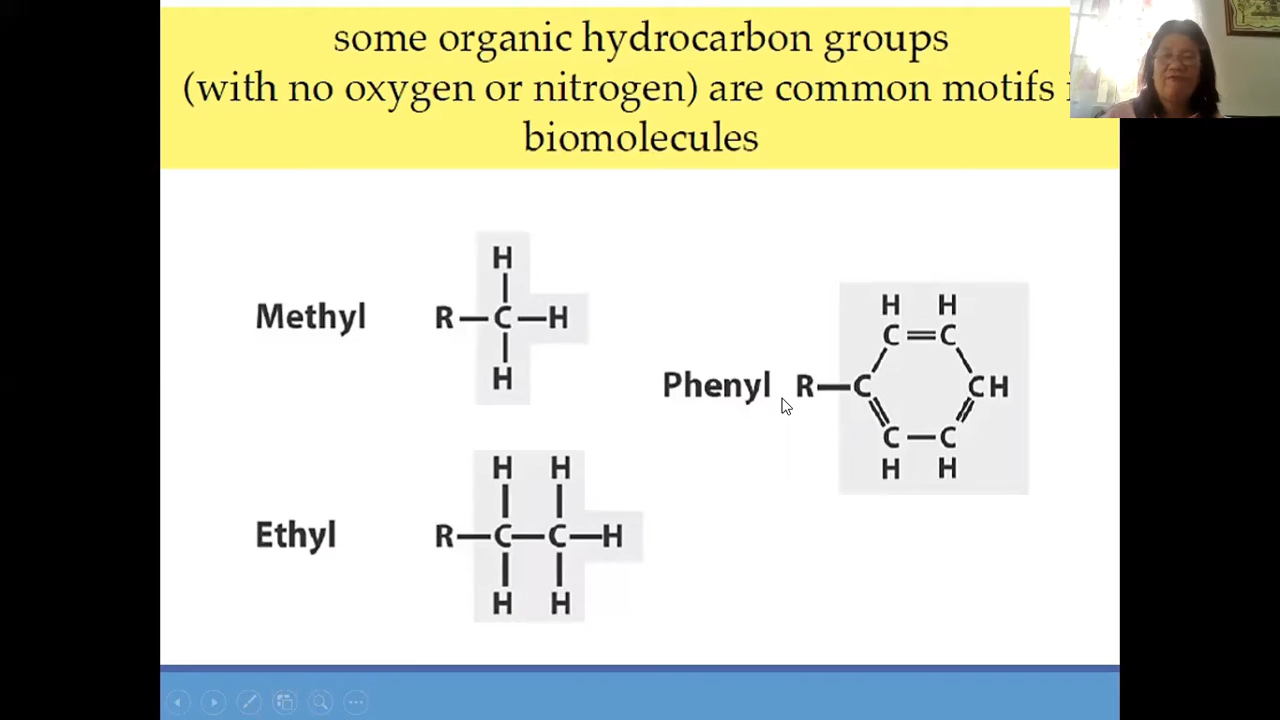 some organic hydrocarbon groups
(with no oxygen or nitrogen) are common motifs
biomolecules
H
Methyl R C H
H
H H
Phenyl R C C C CH
C C
H H
H H
Ethyl R C C H
H H